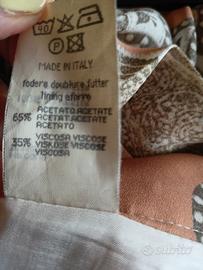 40
P
MADE IN ITALY
fodera doublure futter
lining eforro
65%
ACETATO ACETATE
ACETAT ACETATE
ACETATO
35%
VISCOSA VISCOSE
VISKOSE VISCOSE
VISCOSA
subito